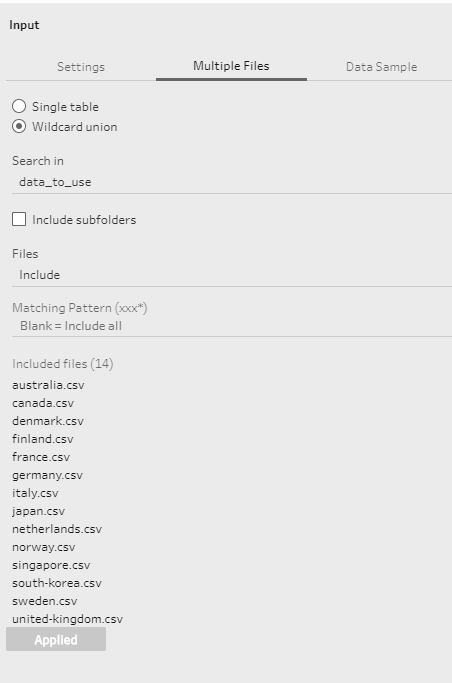 Input
Settings Multiple Files Data Sample
Single table
Wildcard union
Search in
data_to_use
Include subfolders
Files
Include
Matching Pattern (xxx*)
Blank = Include all
Included files (14)
australia.csv
canada.csv
denmark.csv
finland.csv
france.csv
germany.csv
italy.csv
japan.csv
netherlands.csv
norway.csv
singapore.csv
south-korea.csv
sweden.csv
united-kingdom.csv
Applied